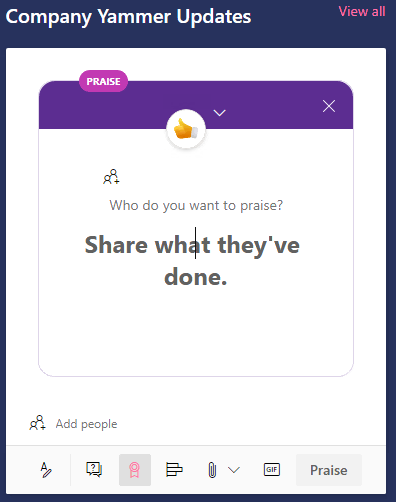 Company Yammer Updates
View all
PRAISE
Who do you want to praise?
Share what they've
done.
Add people
GIF
Praise